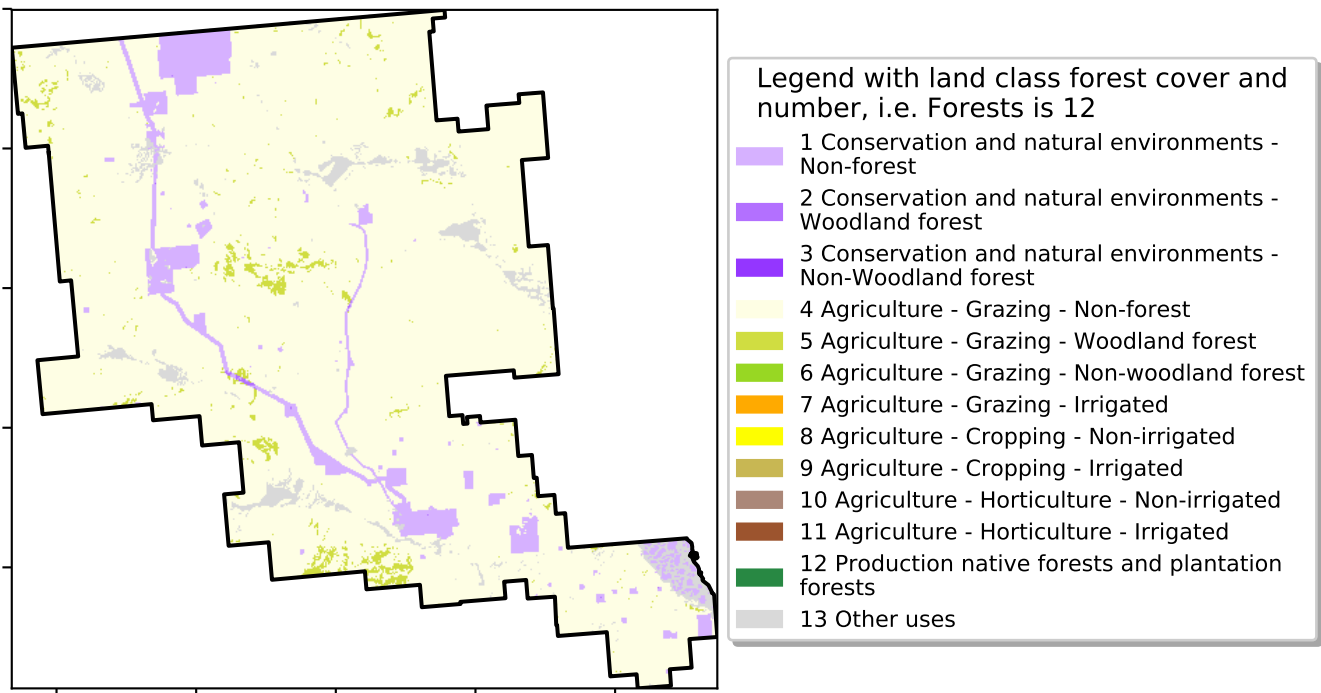 Legend with land class forest cover and
number, i.e. Forests is 12
1 Conservation and natural environments -
Non-forest
2 Conservation and natural environments -
Woodland forest
3 Conservation and natural environments -
Non-Woodland forest
4 Agriculture - Grazing - Non-forest
5 Agriculture - Grazing - Woodland forest
6 Agriculture - Grazing - Non-woodland forest
7 Agriculture - Grazing - Irrigated
8 Agriculture - Cropping - Non-irrigated
9 Agriculture - Cropping - Irrigated
10 Agriculture - Horticulture - Non-irrigated
11 Agriculture - Horticulture - Irrigated
12 Production native forests and plantation
forests
13 Other uses